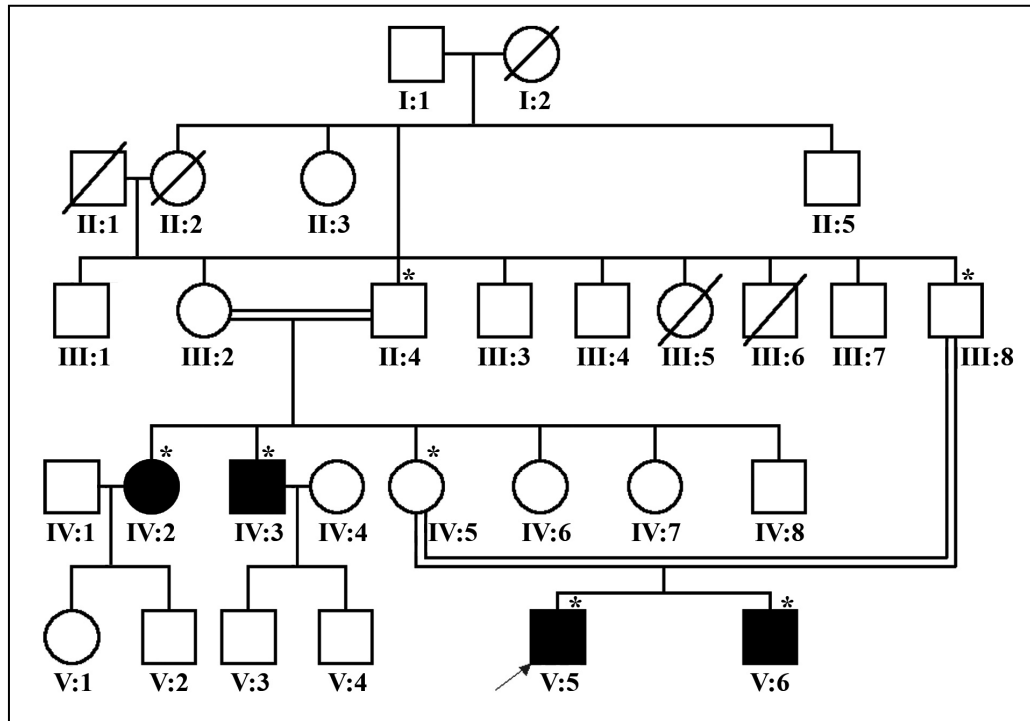 I:1 I:2
II:1 II:2 II:3 II:5
* *
III:1 III:2 II:4 III:3 III:4 III:5 III:6 III:7 III:8
* * *
IV:1 IV:2 IV:3 IV:4 IV:5 IV:6 IV:7 IV:8
* *
V:1 V:2 V:3 V:4 V:5 V:6